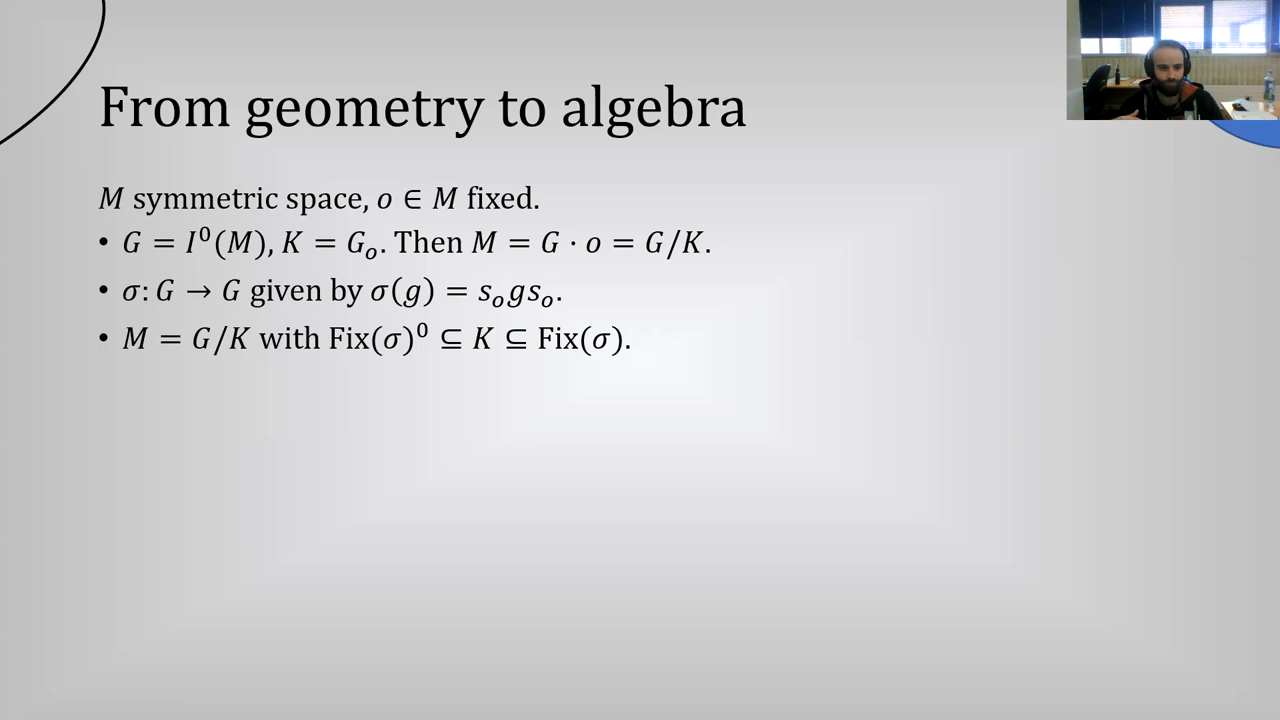 From geometry to algebra
M symmetric space, o ∈ M fixed.
• G = I⁰(M), K = Gₒ. Then M = G · o = G/K.
• σ: G → G given by σ(g) = sₒgsₒ.
• M = G/K with Fix(σ)⁰ ⊆ K ⊆ Fix(σ).